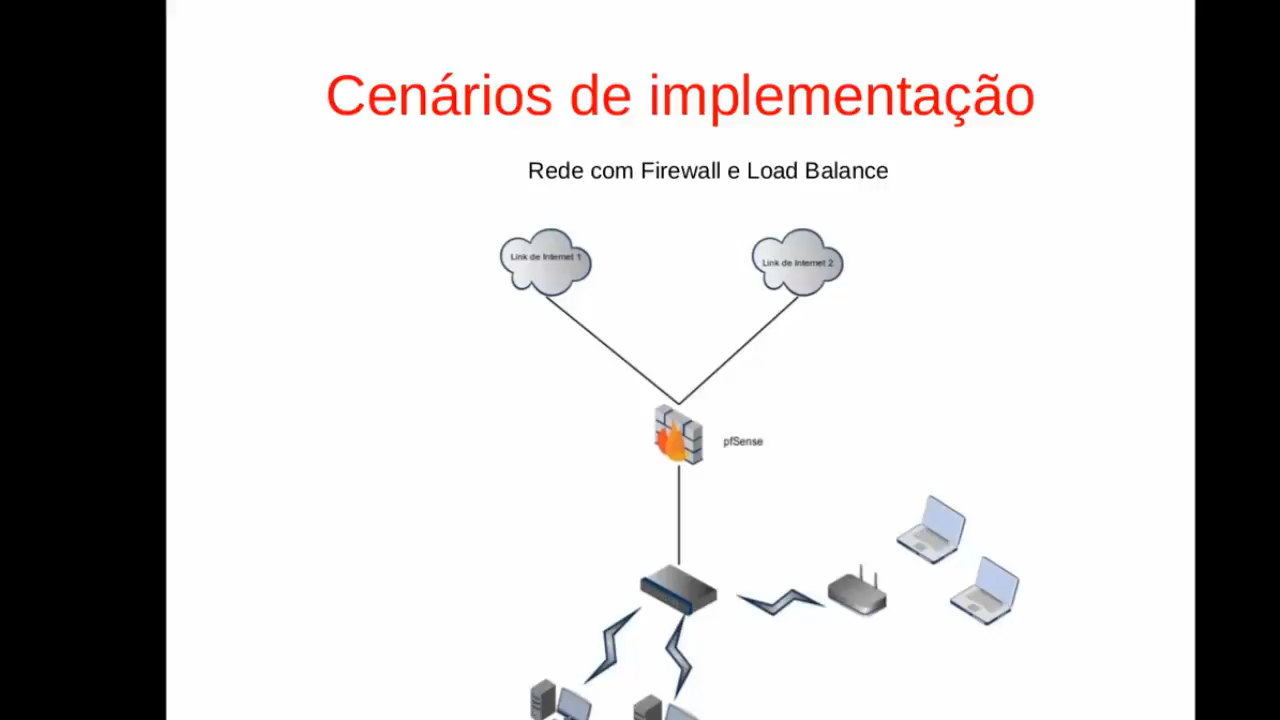 Cenários de implementação
Rede com Firewall e Load Balance
Link de Internet 1
Link de Internet 2
pfSense